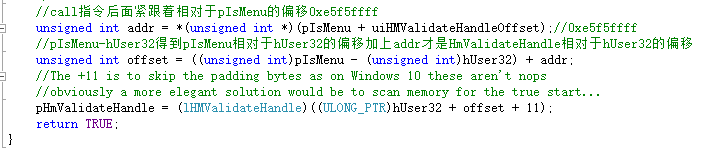 //call指令后面紧跟着相对于pIsMenu的偏移0xe5f5ffff
unsigned int addr = *(unsigned int *)(pIsMenu + uiHMValidateHandleOffset);//0xe5f5ffff
//pIsMenu-hUser32得到pIsMenu相对于hUser32的偏移加上addr才是HmValidateHandle相对于hUser32的偏移
unsigned int offset = ((unsigned int)pIsMenu - (unsigned int)hUser32) + addr;
//The +11 is to skip the padding bytes as on Windows 10 these aren't nops
//obviously a more elegant solution would be to scan memory for the true start...
pHmValidateHandle = (lHMValidateHandle)((ULONG_PTR)hUser32 + offset + 11);
return TRUE;
}